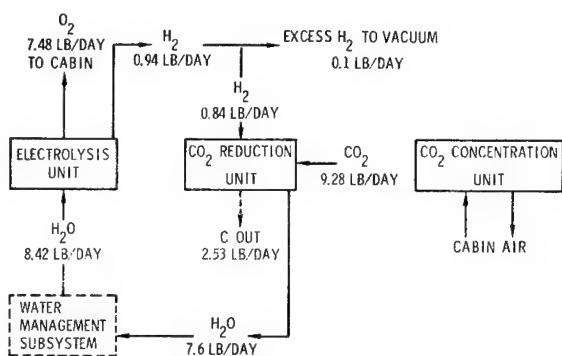 O2
7.48 LB/DAY
TO CABIN
H2
0.94 LB/DAY
EXCESS H2 TO VACUUM
0.1 LB/DAY
H2
0.84 LB/DAY
ELECTROLYSIS
UNIT
CO2 REDUCTION
UNIT
CO2
9.28 LB/DAY
CO2 CONCENTRATION
UNIT
H2O
8.42 LB/DAY
C OUT
2.53 LB/DAY
CABIN AIR
WATER
MANAGEMENT
SUBSYSTEM
H2O
7.6 LB/DAY